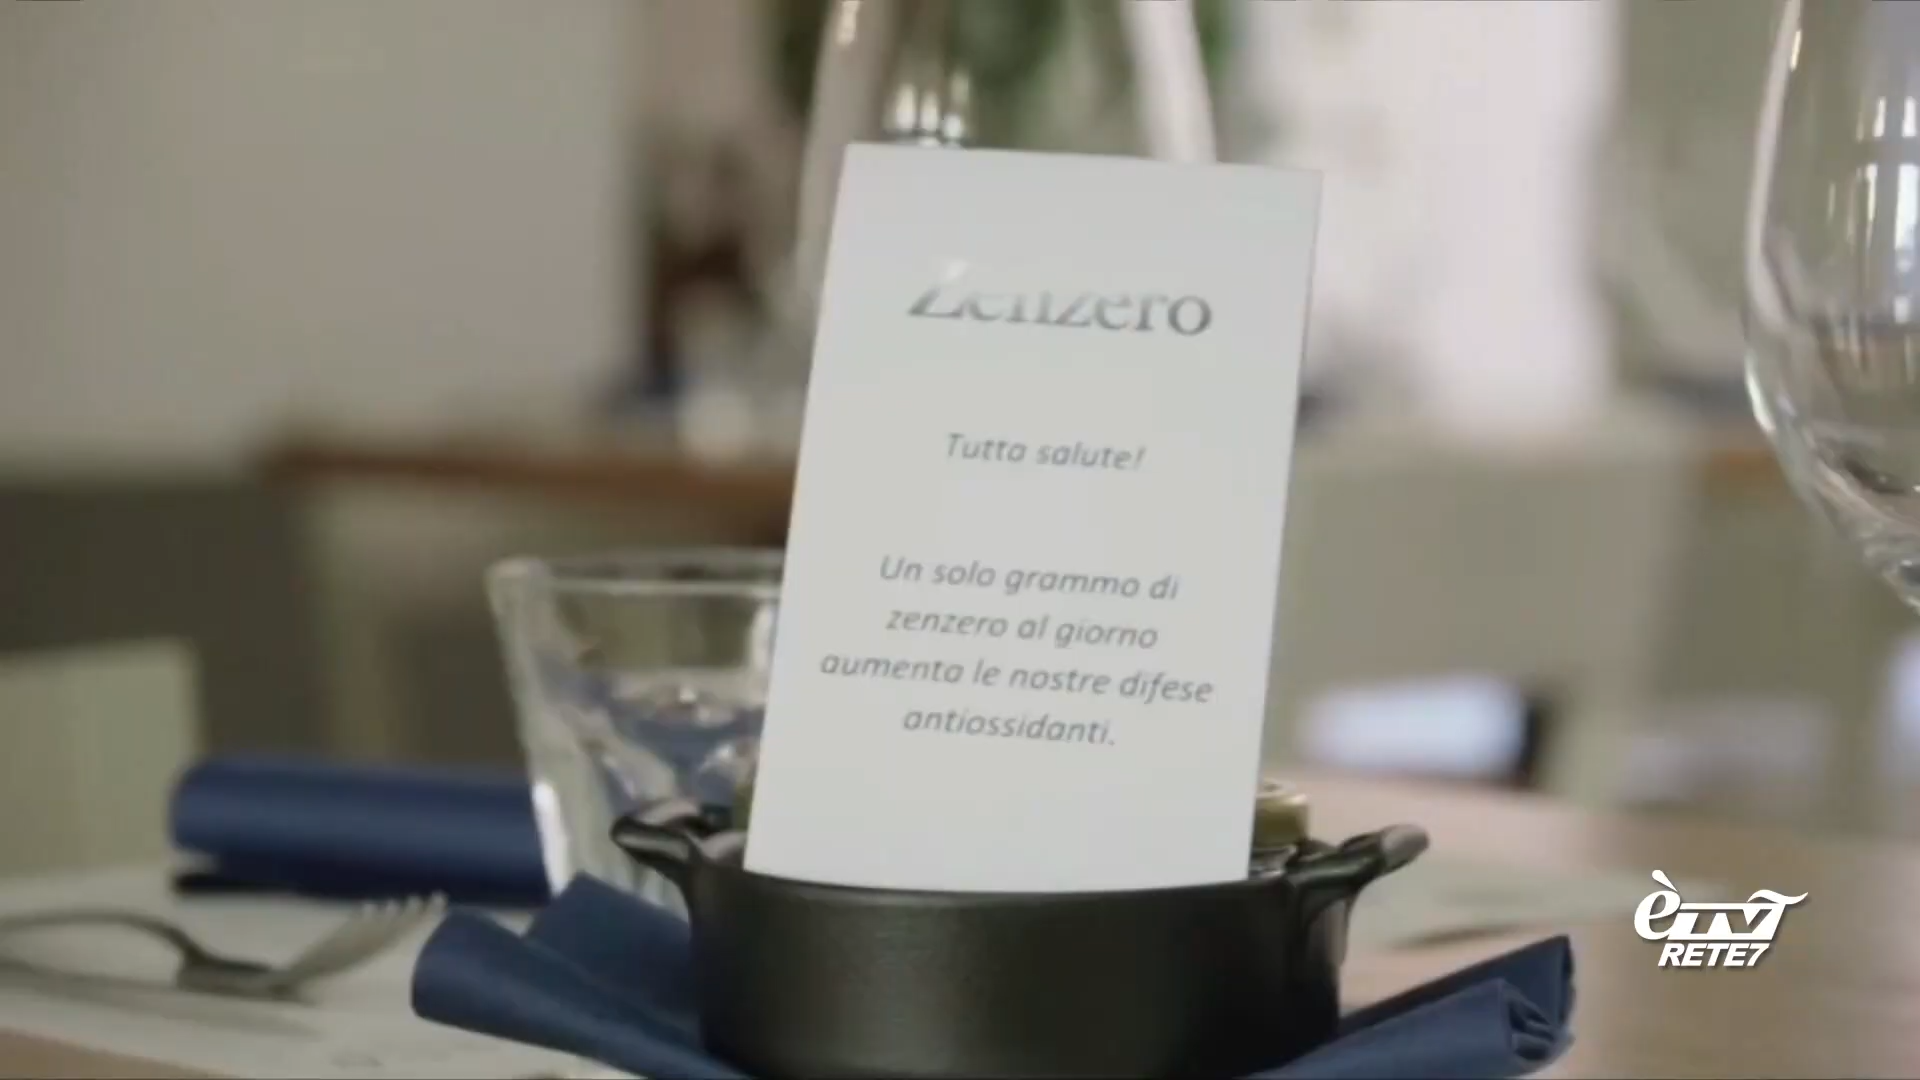 Zenzero
Tutta salute!
Un solo grammo di
zenzero al giorno
aumenta le nostre difese
antiossidanti.
èTV
RETE7